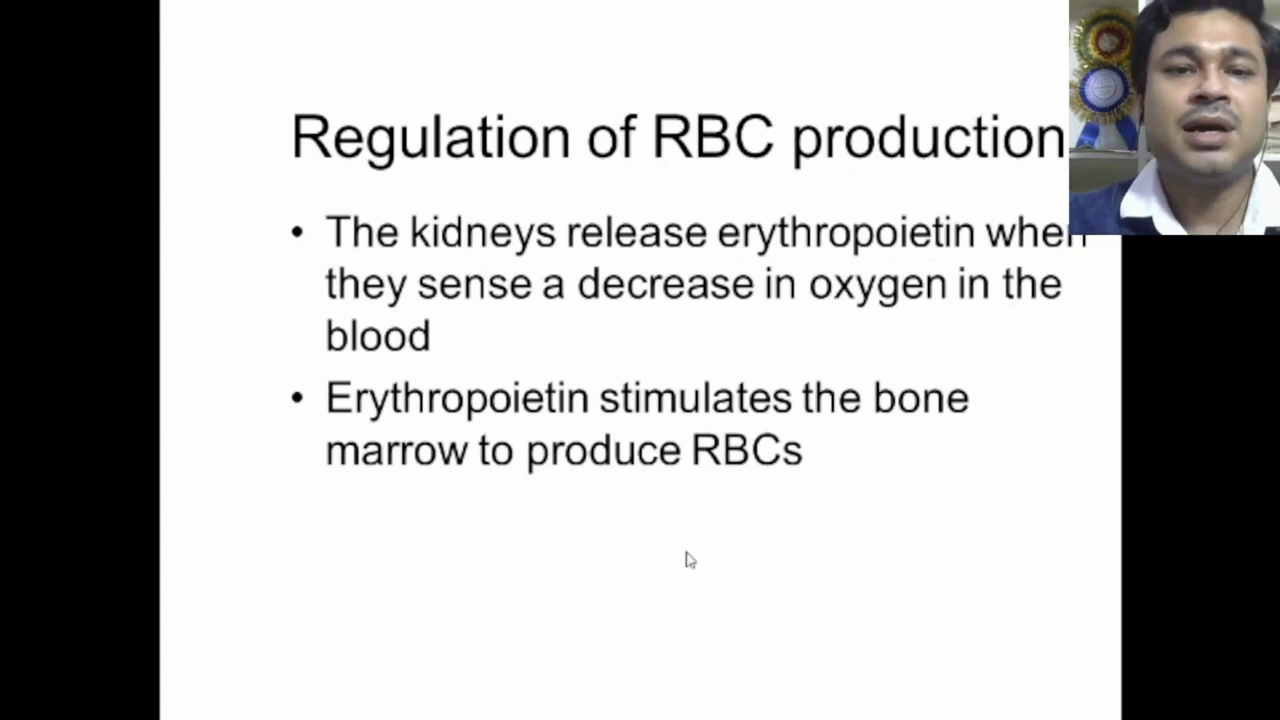 Regulation of RBC production
• The kidneys release erythropoietin when
they sense a decrease in oxygen in the
blood
• Erythropoietin stimulates the bone
marrow to produce RBCs